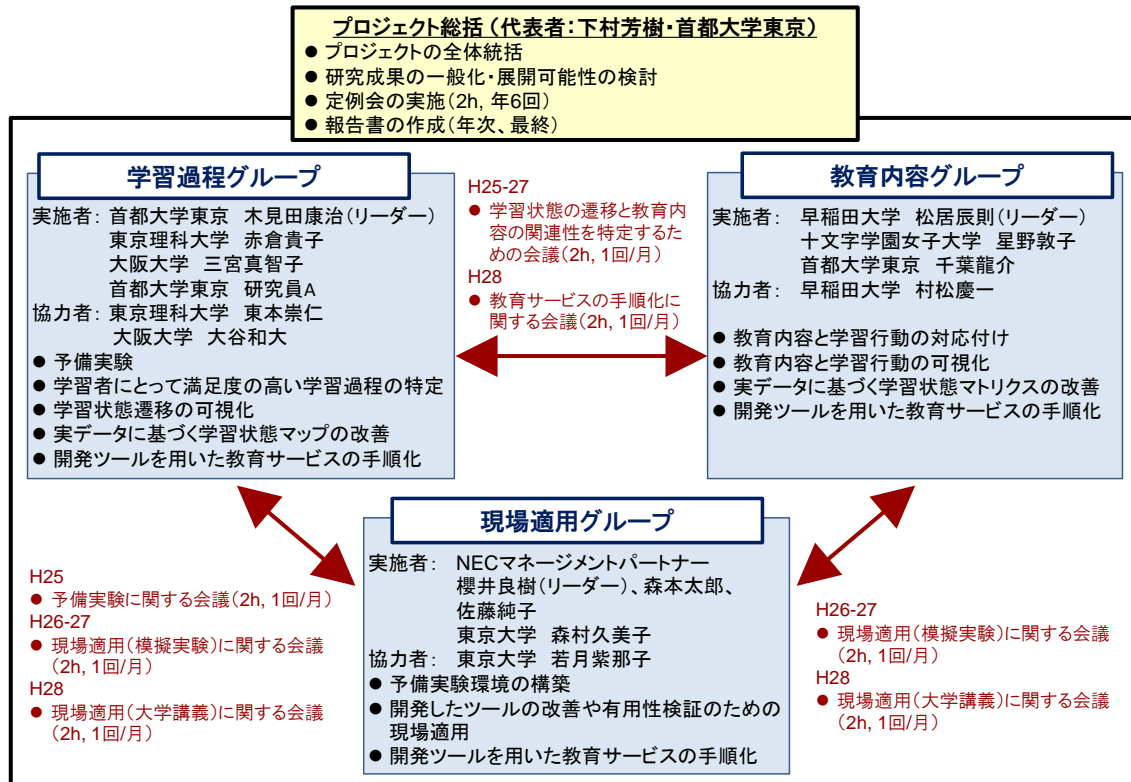 プロジェクト総括（代表者：下村芳樹・首都大学東京）
● プロジェクトの全体統括
● 研究成果の一般化・展開可能性の検討
● 定例会の実施（2h, 年6回）
● 報告書の作成（年次、最終）
学習過程グループ
実施者： 首都大学東京 木見田康治（リーダー）
東京理科大学 赤倉貴子
大阪大学 三宮真智子
首都大学東京 研究員A
協力者： 東京理科大学 東本崇仁
大阪大学 大谷和大
● 予備実験
● 学習者にとって満足度の高い学習過程の特定
● 学習状態遷移の可視化
● 実データに基づく学習状態マップの改善
● 開発ツールを用いた教育サービスの手順化
H25-27
● 学習状態の遷移と教育内
容の関連性を特定するた
めの会議（2h, 1回/月）
H28
● 教育サービスの手順化に
関する会議（2h, 1回/月）
教育内容グループ
実施者： 早稲田大学 松居辰則（リーダー）
十文字学園女子大学 星野敦子
首都大学東京 千葉龍介
協力者： 早稲田大学 村松慶一
● 教育内容と学習行動の対応付け
● 教育内容と学習行動の可視化
● 実データに基づく学習状態マトリクスの改善
● 開発ツールを用いた教育サービスの手順化
H25
● 予備実験に関する会議（2h, 1回/月）
H26-27
● 現場適用（模擬実験）に関する会議
（2h, 1回/月）
H28
● 現場適用（大学講義）に関する会議
（2h, 1回/月）
現場適用グループ
実施者： NECマネージメントパートナー
櫻井良樹（リーダー）、森本太郎、
佐藤純子
東京大学 森村久美子
協力者： 東京大学 若月紫那子
● 予備実験環境の構築
● 開発したツールの改善や有用性検証のための
現場適用
● 開発ツールを用いた教育サービスの手順化
H26-27
● 現場適用（模擬実験）に関する会議
（2h, 1回/月）
H28
● 現場適用（大学講義）に関する会議
（2h, 1回/月）